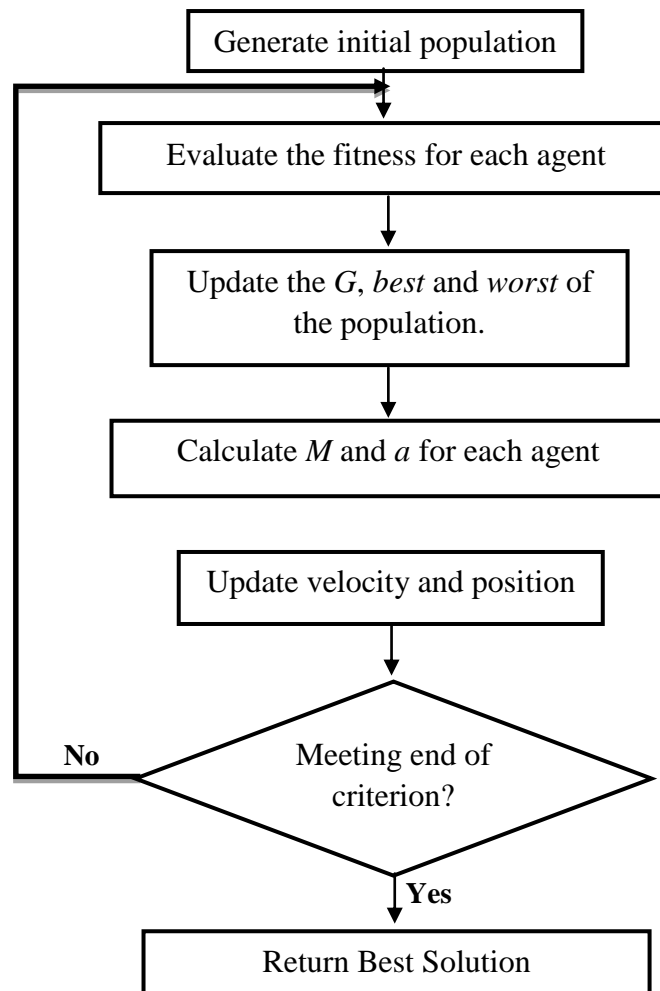 Generate initial population
Evaluate the fitness for each agent
Update the G, best and worst of
the population.
Calculate M and a for each agent
Update velocity and position
No
Meeting end of
criterion?
Yes
Return Best Solution